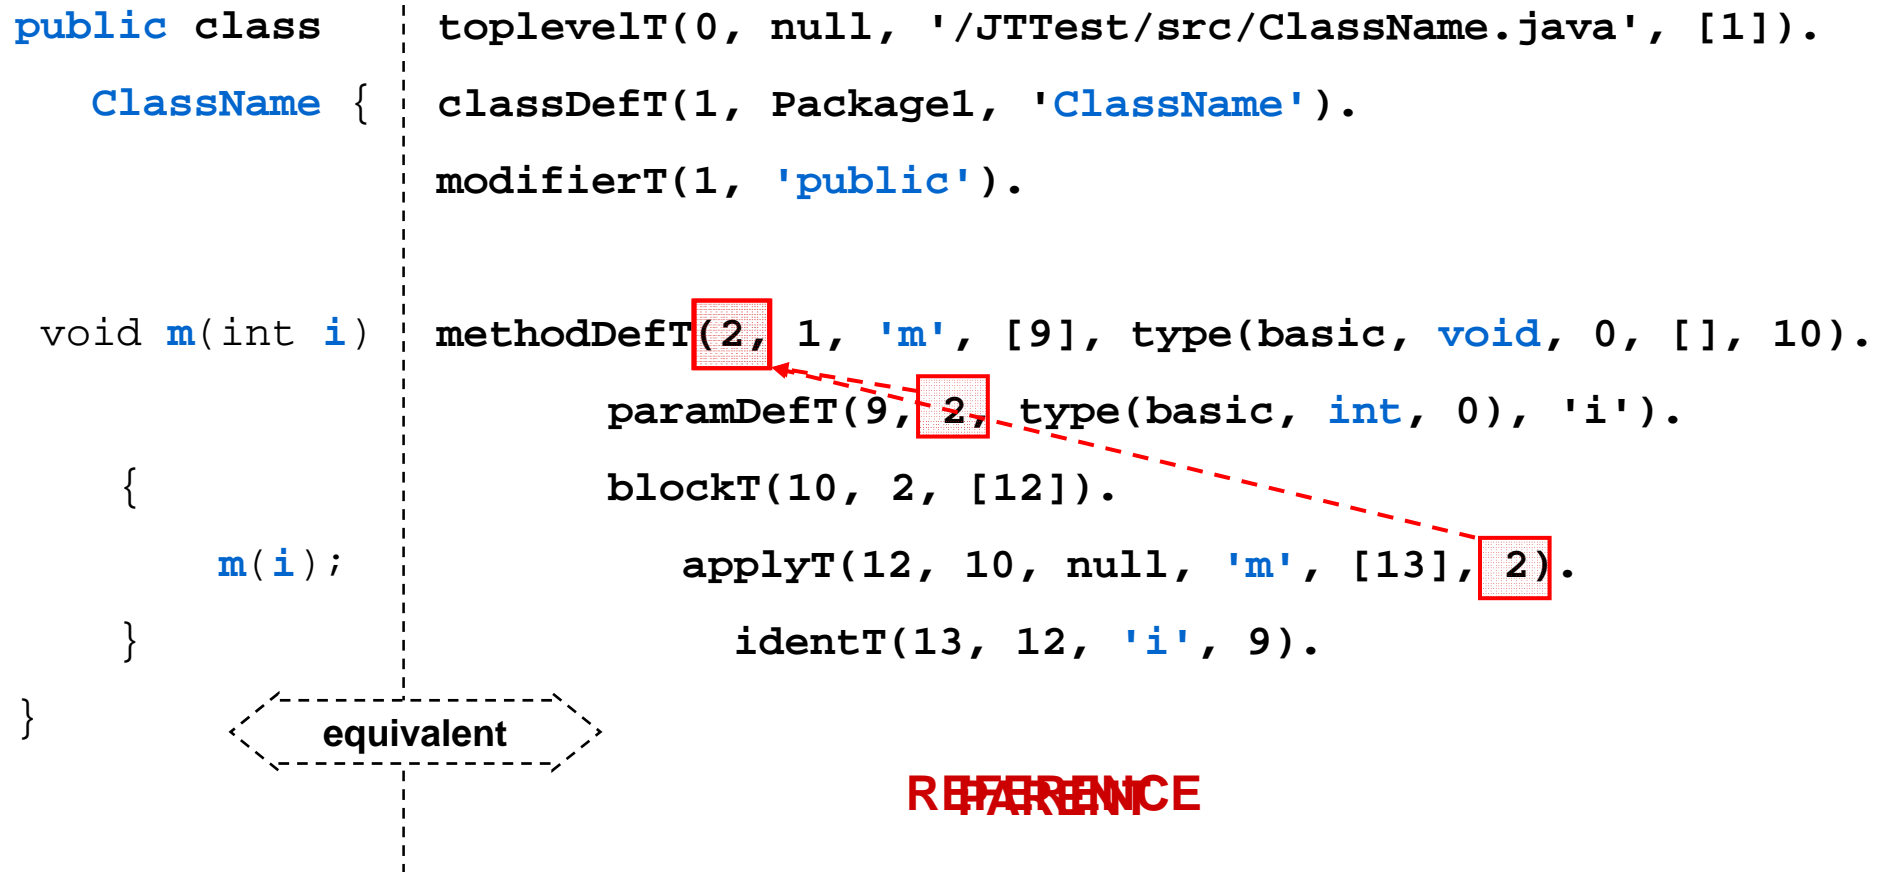 public class toplevelT(0, null, '/JTTest/src/ClassName.java', [1]).
ClassName { classDefT(1, Package1, 'ClassName').
modifierT(1, 'public').
void m(int i) methodDefT(2, 1, 'm', [9], type(basic, void, 0, [], 10).
paramDefT(9, 2, type(basic, int, 0), 'i').
{ blockT(10, 2, [12]).
m(i); applyT(12, 10, null, 'm', [13], 2).
} identT(13, 12, 'i', 9).
}
equivalent
REFERENCE
PARENT